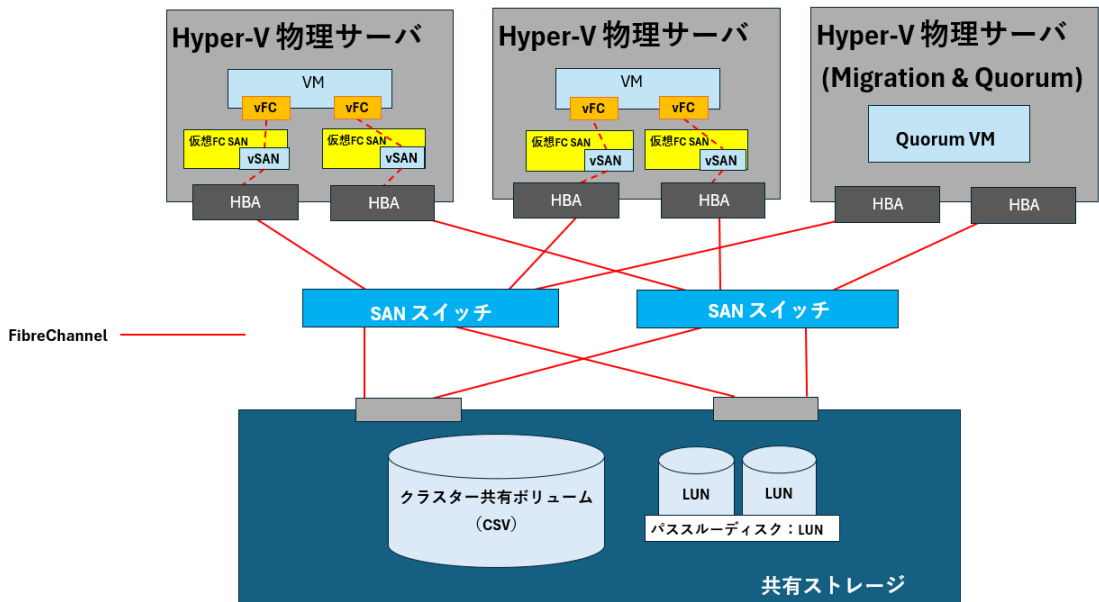 Hyper-V 物理サーバ
VM
vFC
vFC
仮想FC SAN
vSAN
仮想FC SAN
vSAN
HBA
HBA
Hyper-V 物理サーバ
VM
vFC
vFC
仮想FC SAN
vSAN
仮想FC SAN
vSAN
HBA
HBA
Hyper-V 物理サーバ
(Migration & Quorum)
Quorum VM
HBA
HBA
SAN スイッチ
SAN スイッチ
FibreChannel
クラスター共有ボリューム
（CSV）
LUN
LUN
パススルーディスク：LUN
共有ストレージ